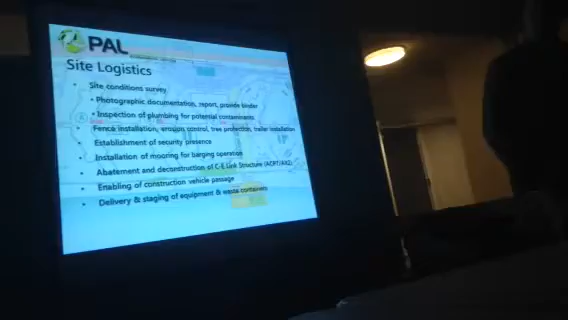 PAL
Site Logistics
• Site conditions survey
• Photographic documentation, report, provide binder
• Inspection of plumbing for potential contaminants
• Fence installation, erosion control, tree protection, trailer installation
• Establishment of security presence
• Installation of mooring for barging operation
• Abatement and deconstruction of C-E Link Structure
• Enabling of construction vehicle passage
• Delivery & staging of equipment & waste containers